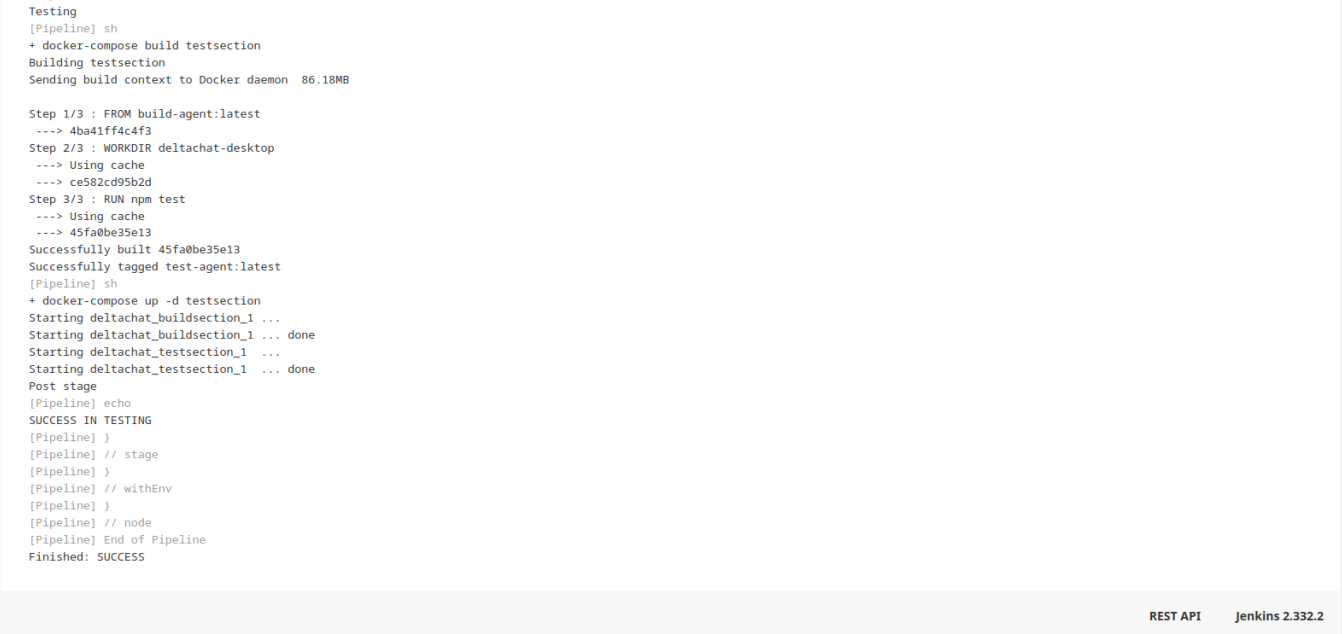 Testing
[Pipeline] sh
+ docker-compose build testsection
Building testsection
Sending build context to Docker daemon  86.18MB
Step 1/3 : FROM build-agent:latest
 ---> 4ba41ff4c4f3
Step 2/3 : WORKDIR deltachat-desktop
 ---> Using cache
 ---> ce582cd95b2d
Step 3/3 : RUN npm test
 ---> Using cache
 ---> 45fa0be35e13
Successfully built 45fa0be35e13
Successfully tagged test-agent:latest
[Pipeline] sh
+ docker-compose up -d testsection
Starting deltachat_buildsection_1 ...
Starting deltachat_buildsection_1 ... done
Starting deltachat_testsection_1  ...
Starting deltachat_testsection_1  ... done
Post stage
[Pipeline] echo
SUCCESS IN TESTING
[Pipeline] }
[Pipeline] // stage
[Pipeline] }
[Pipeline] // withEnv
[Pipeline] }
[Pipeline] // node
[Pipeline] End of Pipeline
Finished: SUCCESS
REST API Jenkins 2.332.2